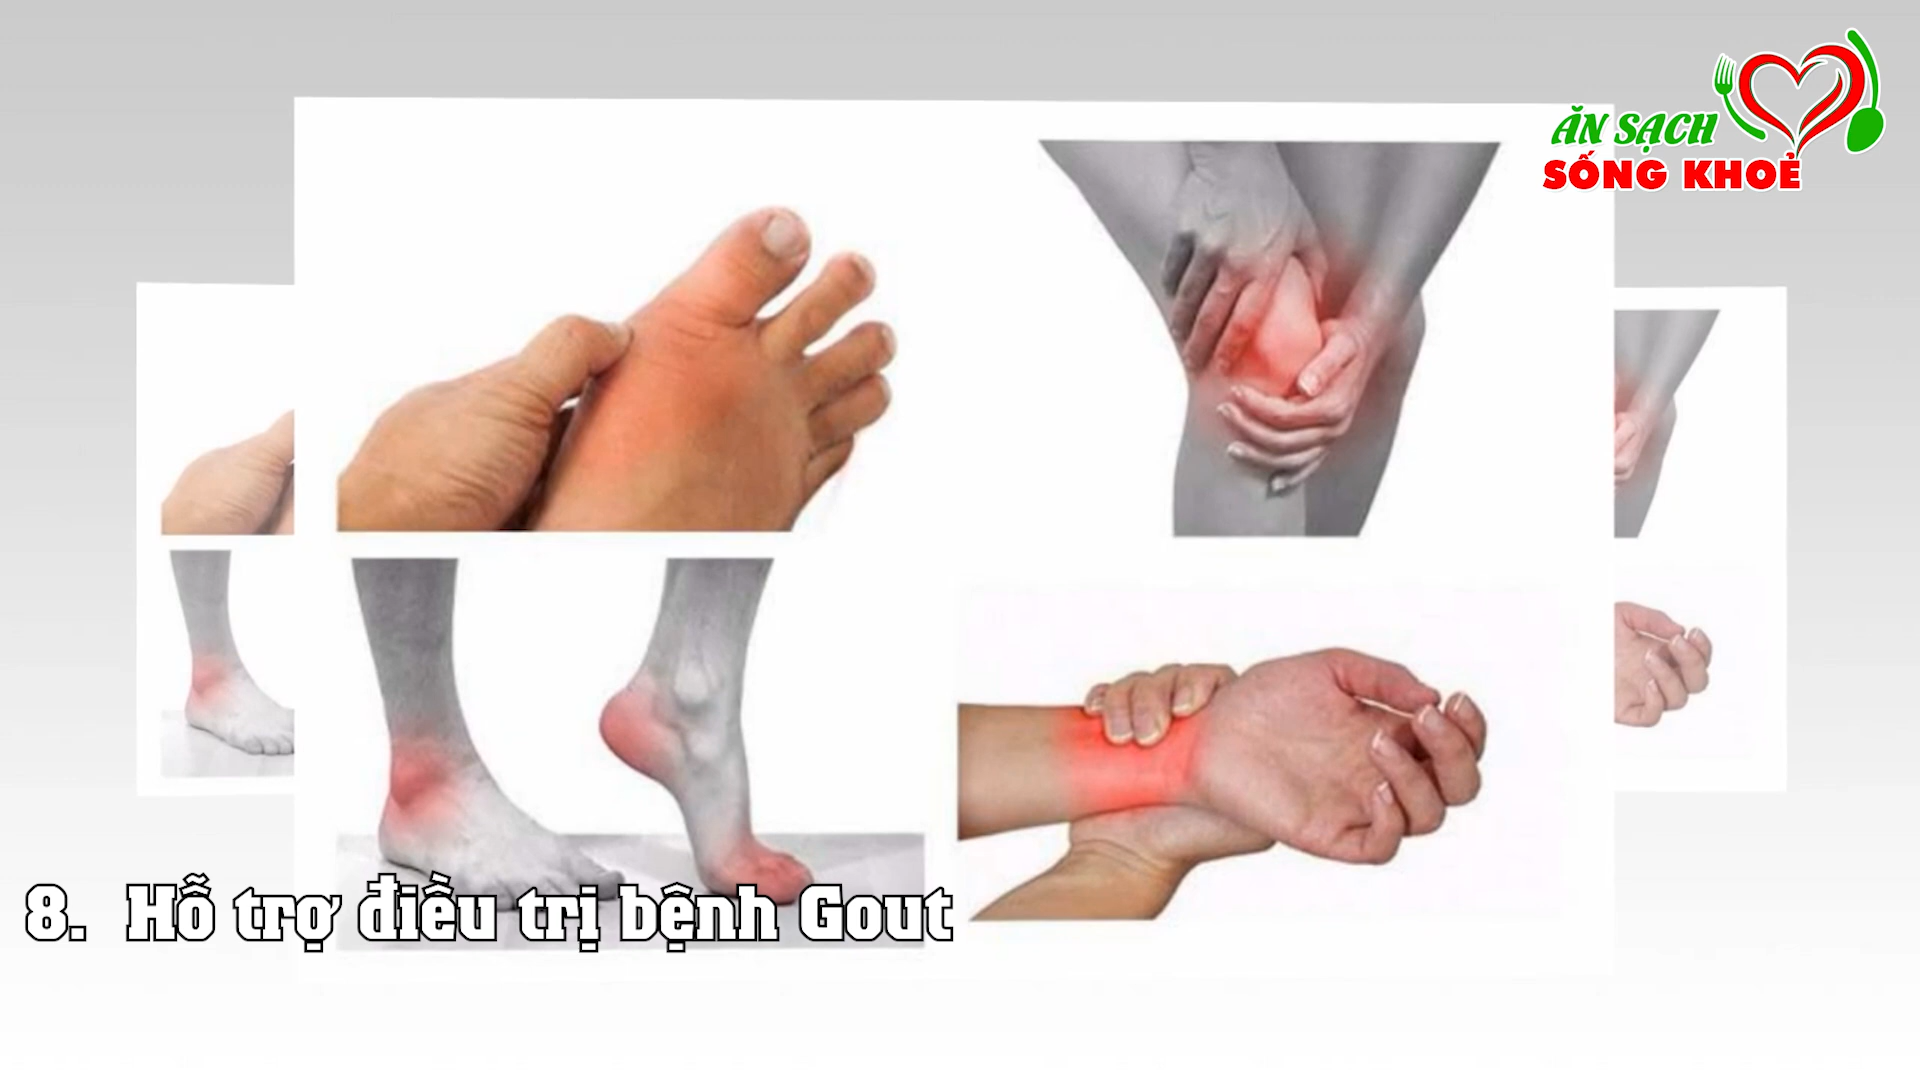 ĂN SẠCH
SỐNG KHOẺ
8. Hỗ trợ điều trị bệnh Gout